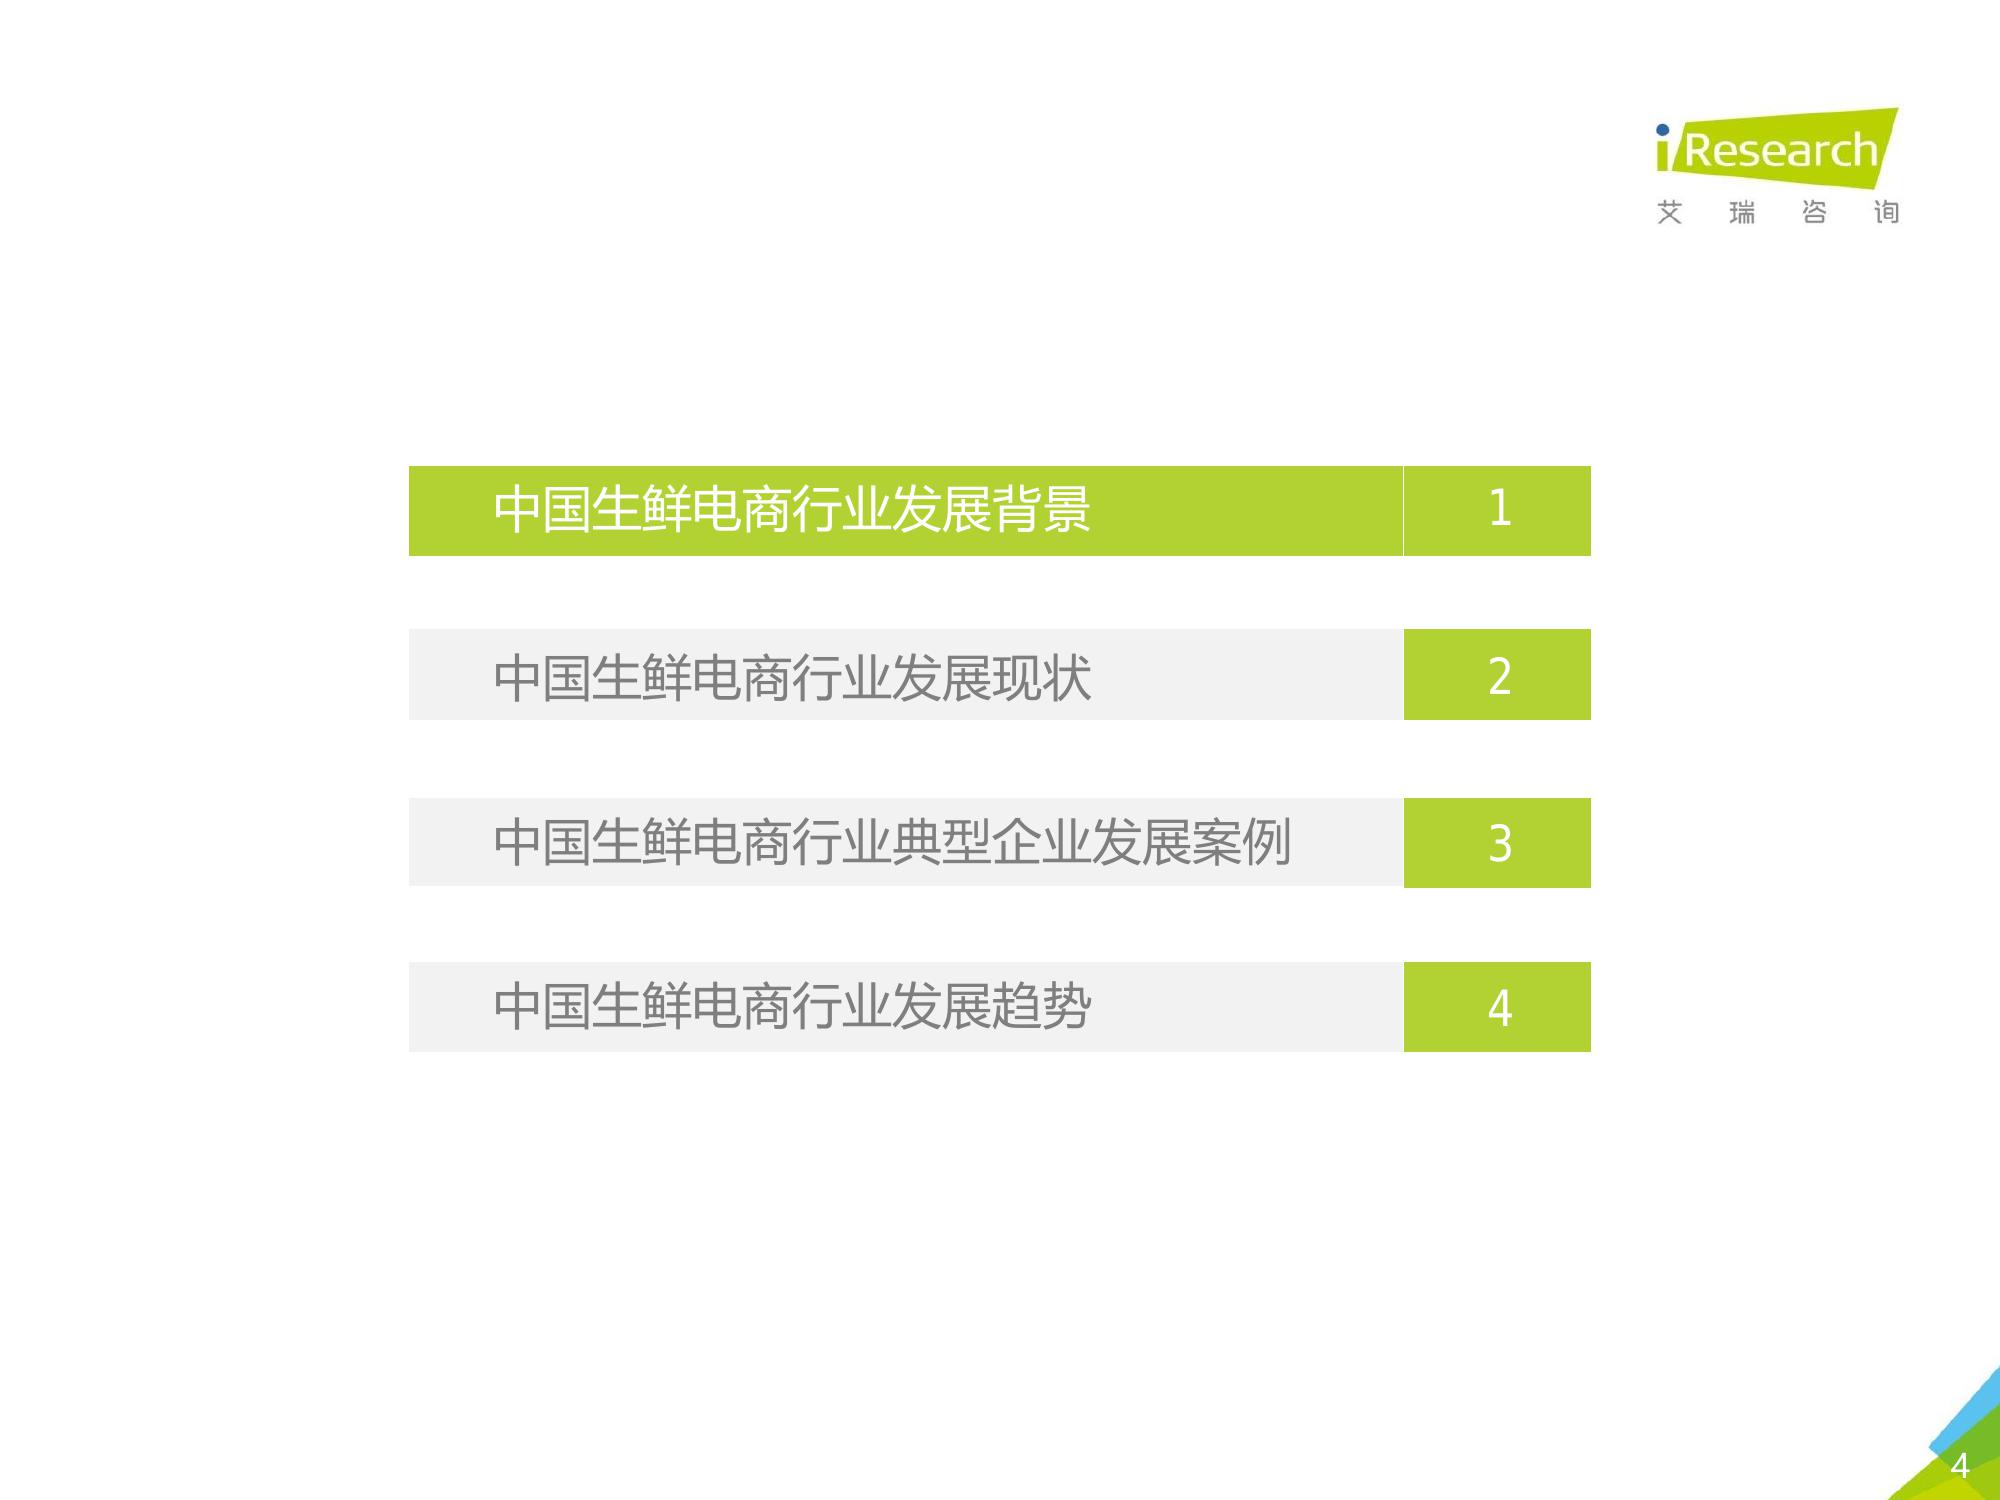 iResearch
艾瑞咨询
中国生鲜电商行业发展背景 1
中国生鲜电商行业发展现状 2
中国生鲜电商行业典型企业发展案例 3
中国生鲜电商行业发展趋势 4
4